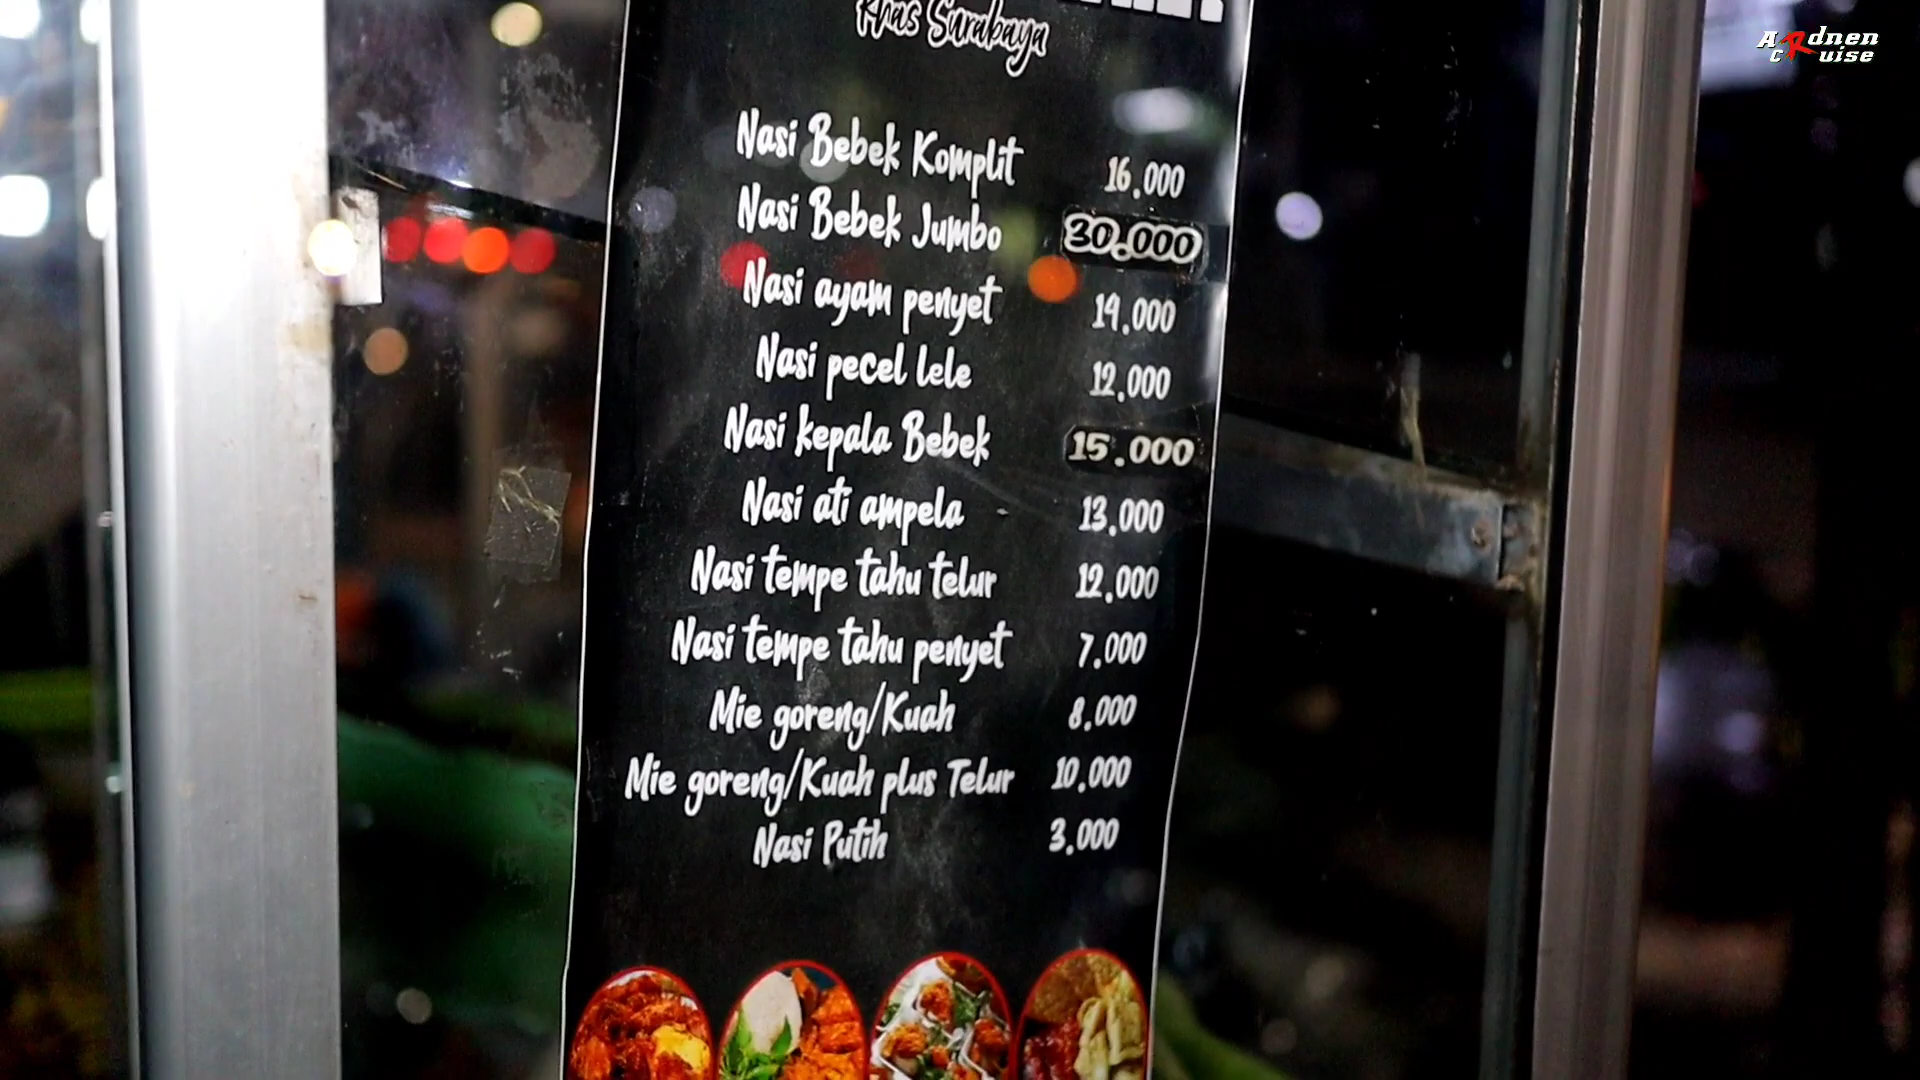 Khas Surabaya
Nasi Bebek Komplit 16.000
Nasi Bebek Jumbo 30.000
Nasi ayam penyet 14.000
Nasi pecel lele 12.000
Nasi kepala Bebek 15.000
Nasi ati ampela 13.000
Nasi tempe tahu telur 12.000
Nasi tempe tahu penyet 7.000
Mie goreng/Kuah 8.000
Mie goreng/Kuah plus Telur 10.000
Nasi Putih 3.000
ARdnen
cRuise